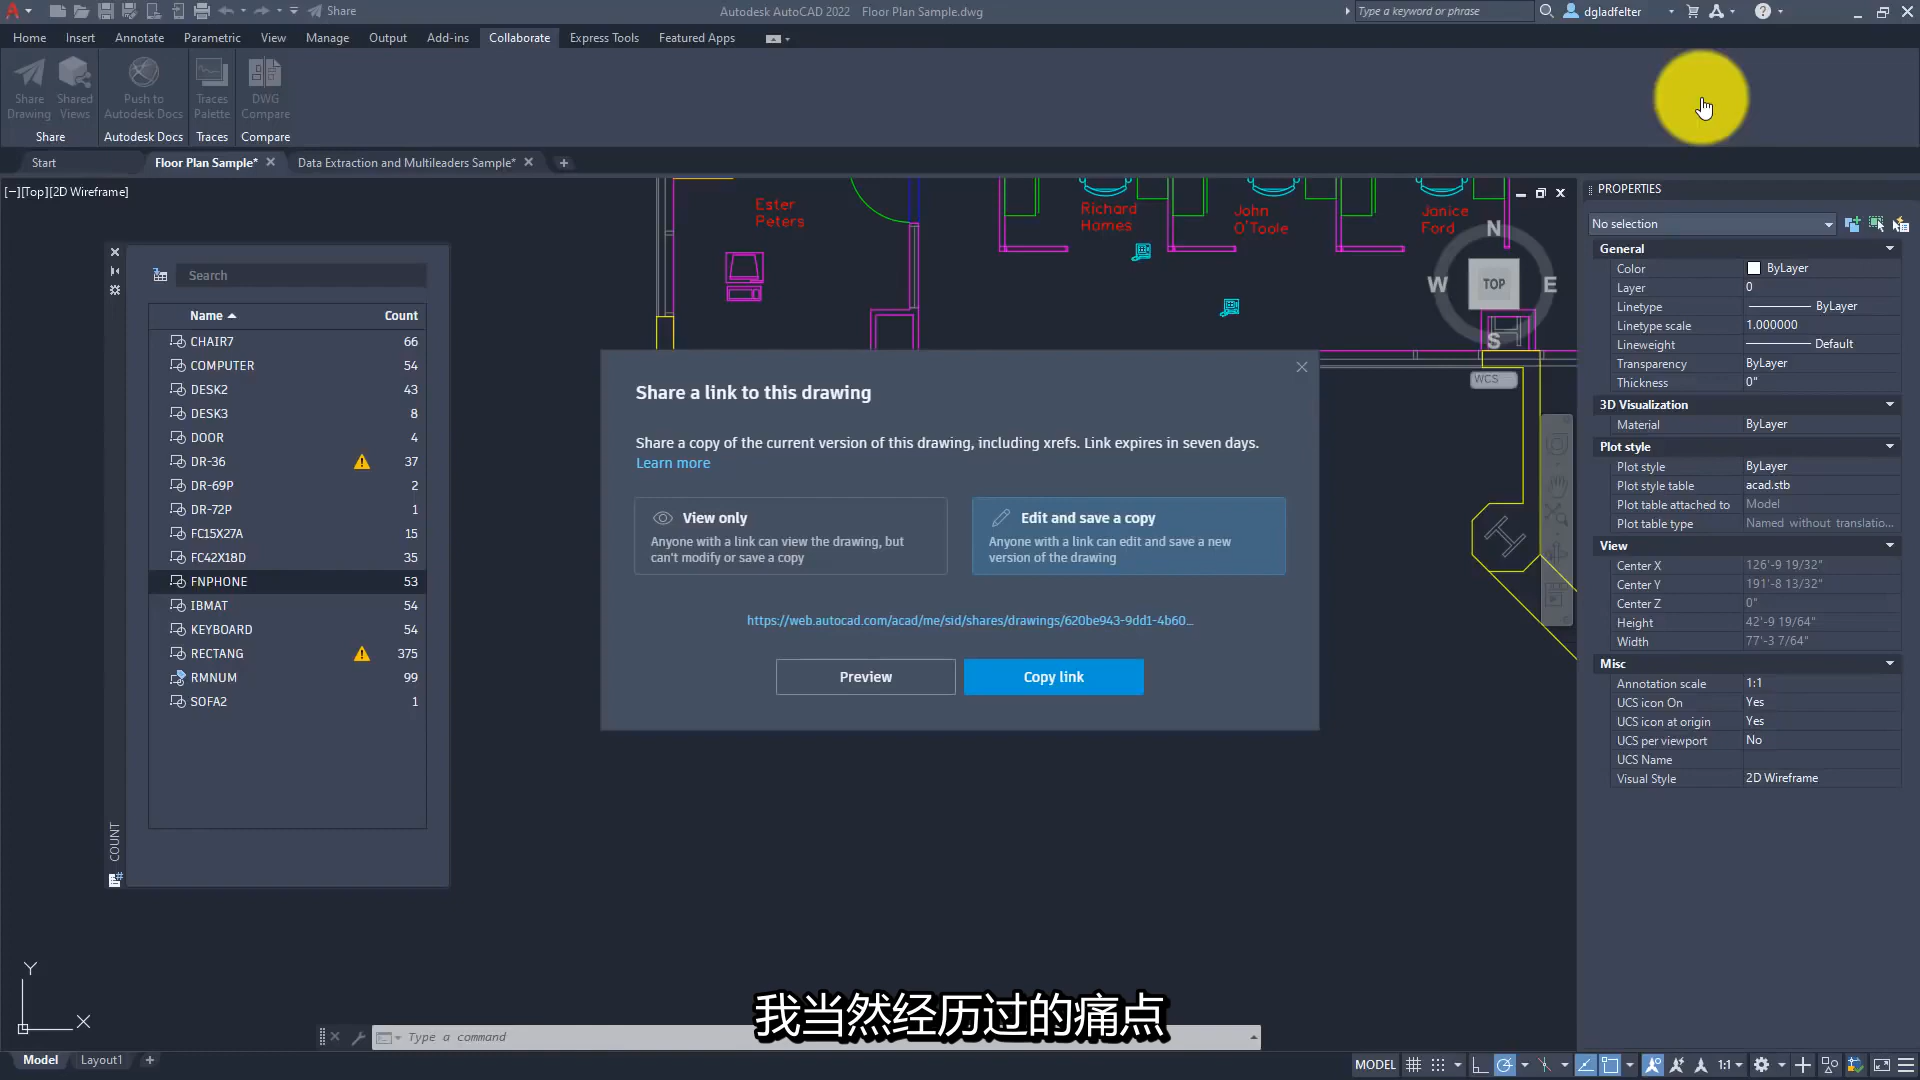 Share
Autodesk AutoCAD 2022 Floor Plan Sample.dwg
Type a keyword or phrase
dgladfelter
Home Insert Annotate Parametric View Manage Output Add-ins Collaborate Express Tools Featured Apps
Share Drawing
Shared Views
Push to Autodesk Docs
Traces Palette
DWG Compare
Share Autodesk Docs Traces Compare
Start
Floor Plan Sample*
Data Extraction and Multileaders Sample*
[−][Top][2D Wireframe]
Ester
Peters
Richard
Homes
John
O'Toole
Janice
Ford
N
W
TOP
E
S
WCS
Search
Name Count
CHAIR7 66
COMPUTER 54
DESK2 43
DESK3 8
DOOR 4
DR-36 37
DR-69P 2
DR-72P 1
FC15X27A 15
FC42X18D 35
FNPHONE 53
IBMAT 54
KEYBOARD 54
RECTANG 375
RMNUM 99
SOFA2 1
COUNT
Share a link to this drawing
Share a copy of the current version of this drawing, including xrefs. Link expires in seven days.
Learn more
View only
Anyone with a link can view the drawing, but
can't modify or save a copy
Edit and save a copy
Anyone with a link can edit and save a new
version of the drawing
https://web.autocad.com/acad/me/sid/shares/drawings/620be943-9dd1-4b60...
Preview
Copy link
PROPERTIES
No selection
General
Color ByLayer
Layer 0
Linetype ByLayer
Linetype scale 1.000000
Lineweight Default
Transparency ByLayer
Thickness 0"
3D Visualization
Material ByLayer
Plot style
Plot style ByLayer
Plot style table acad.stb
Plot table attached to Model
Plot table type Named without translatio...
View
Center X 126'-9 19/32"
Center Y 191'-8 13/32"
Center Z 0"
Height 42'-9 19/64"
Width 77'-3 7/64"
Misc
Annotation scale 1:1
UCS icon On Yes
UCS icon at origin Yes
UCS per viewport No
UCS Name
Visual Style 2D Wireframe
Y
X
我当然经历过的痛点
Type a command
Model Layout1
MODEL
1:1